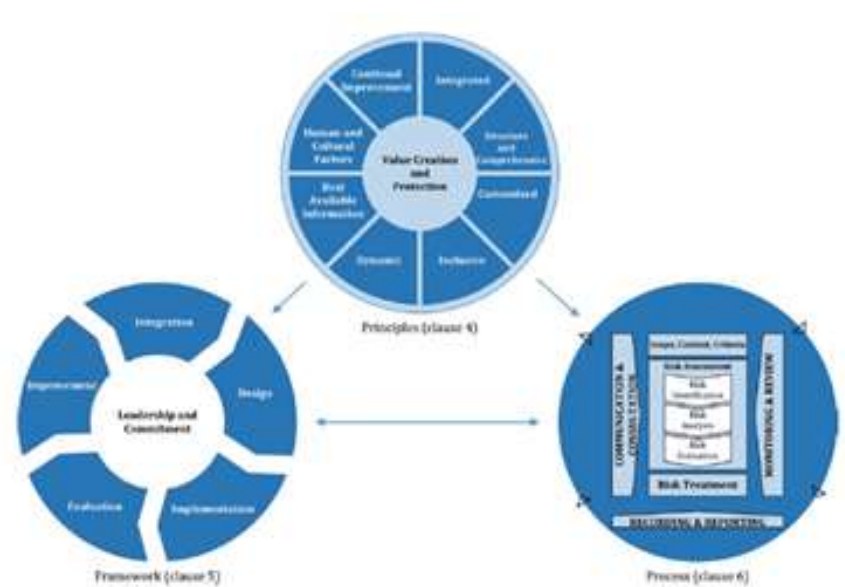 Continual
Improvement
Integrated
Human and
Cultural
Factors
Structure
and
Comprehensive
Value Creation
and
Protection
Best
Available
Information
Customized
Dynamic
Inclusive
Principles (clause 4)
Integration
Improvement
Design
Leadership and
Commitment
Evaluation
Implementation
Framework (clause 5)
Scope, Context, Criteria
Risk Assessment
Risk
Identification
Risk
Analysis
Risk
Evaluation
COMMUNICATION &
CONSULTATION
MONITORING & REVIEW
Risk Treatment
RECORDING & REPORTING
Process (clause 6)